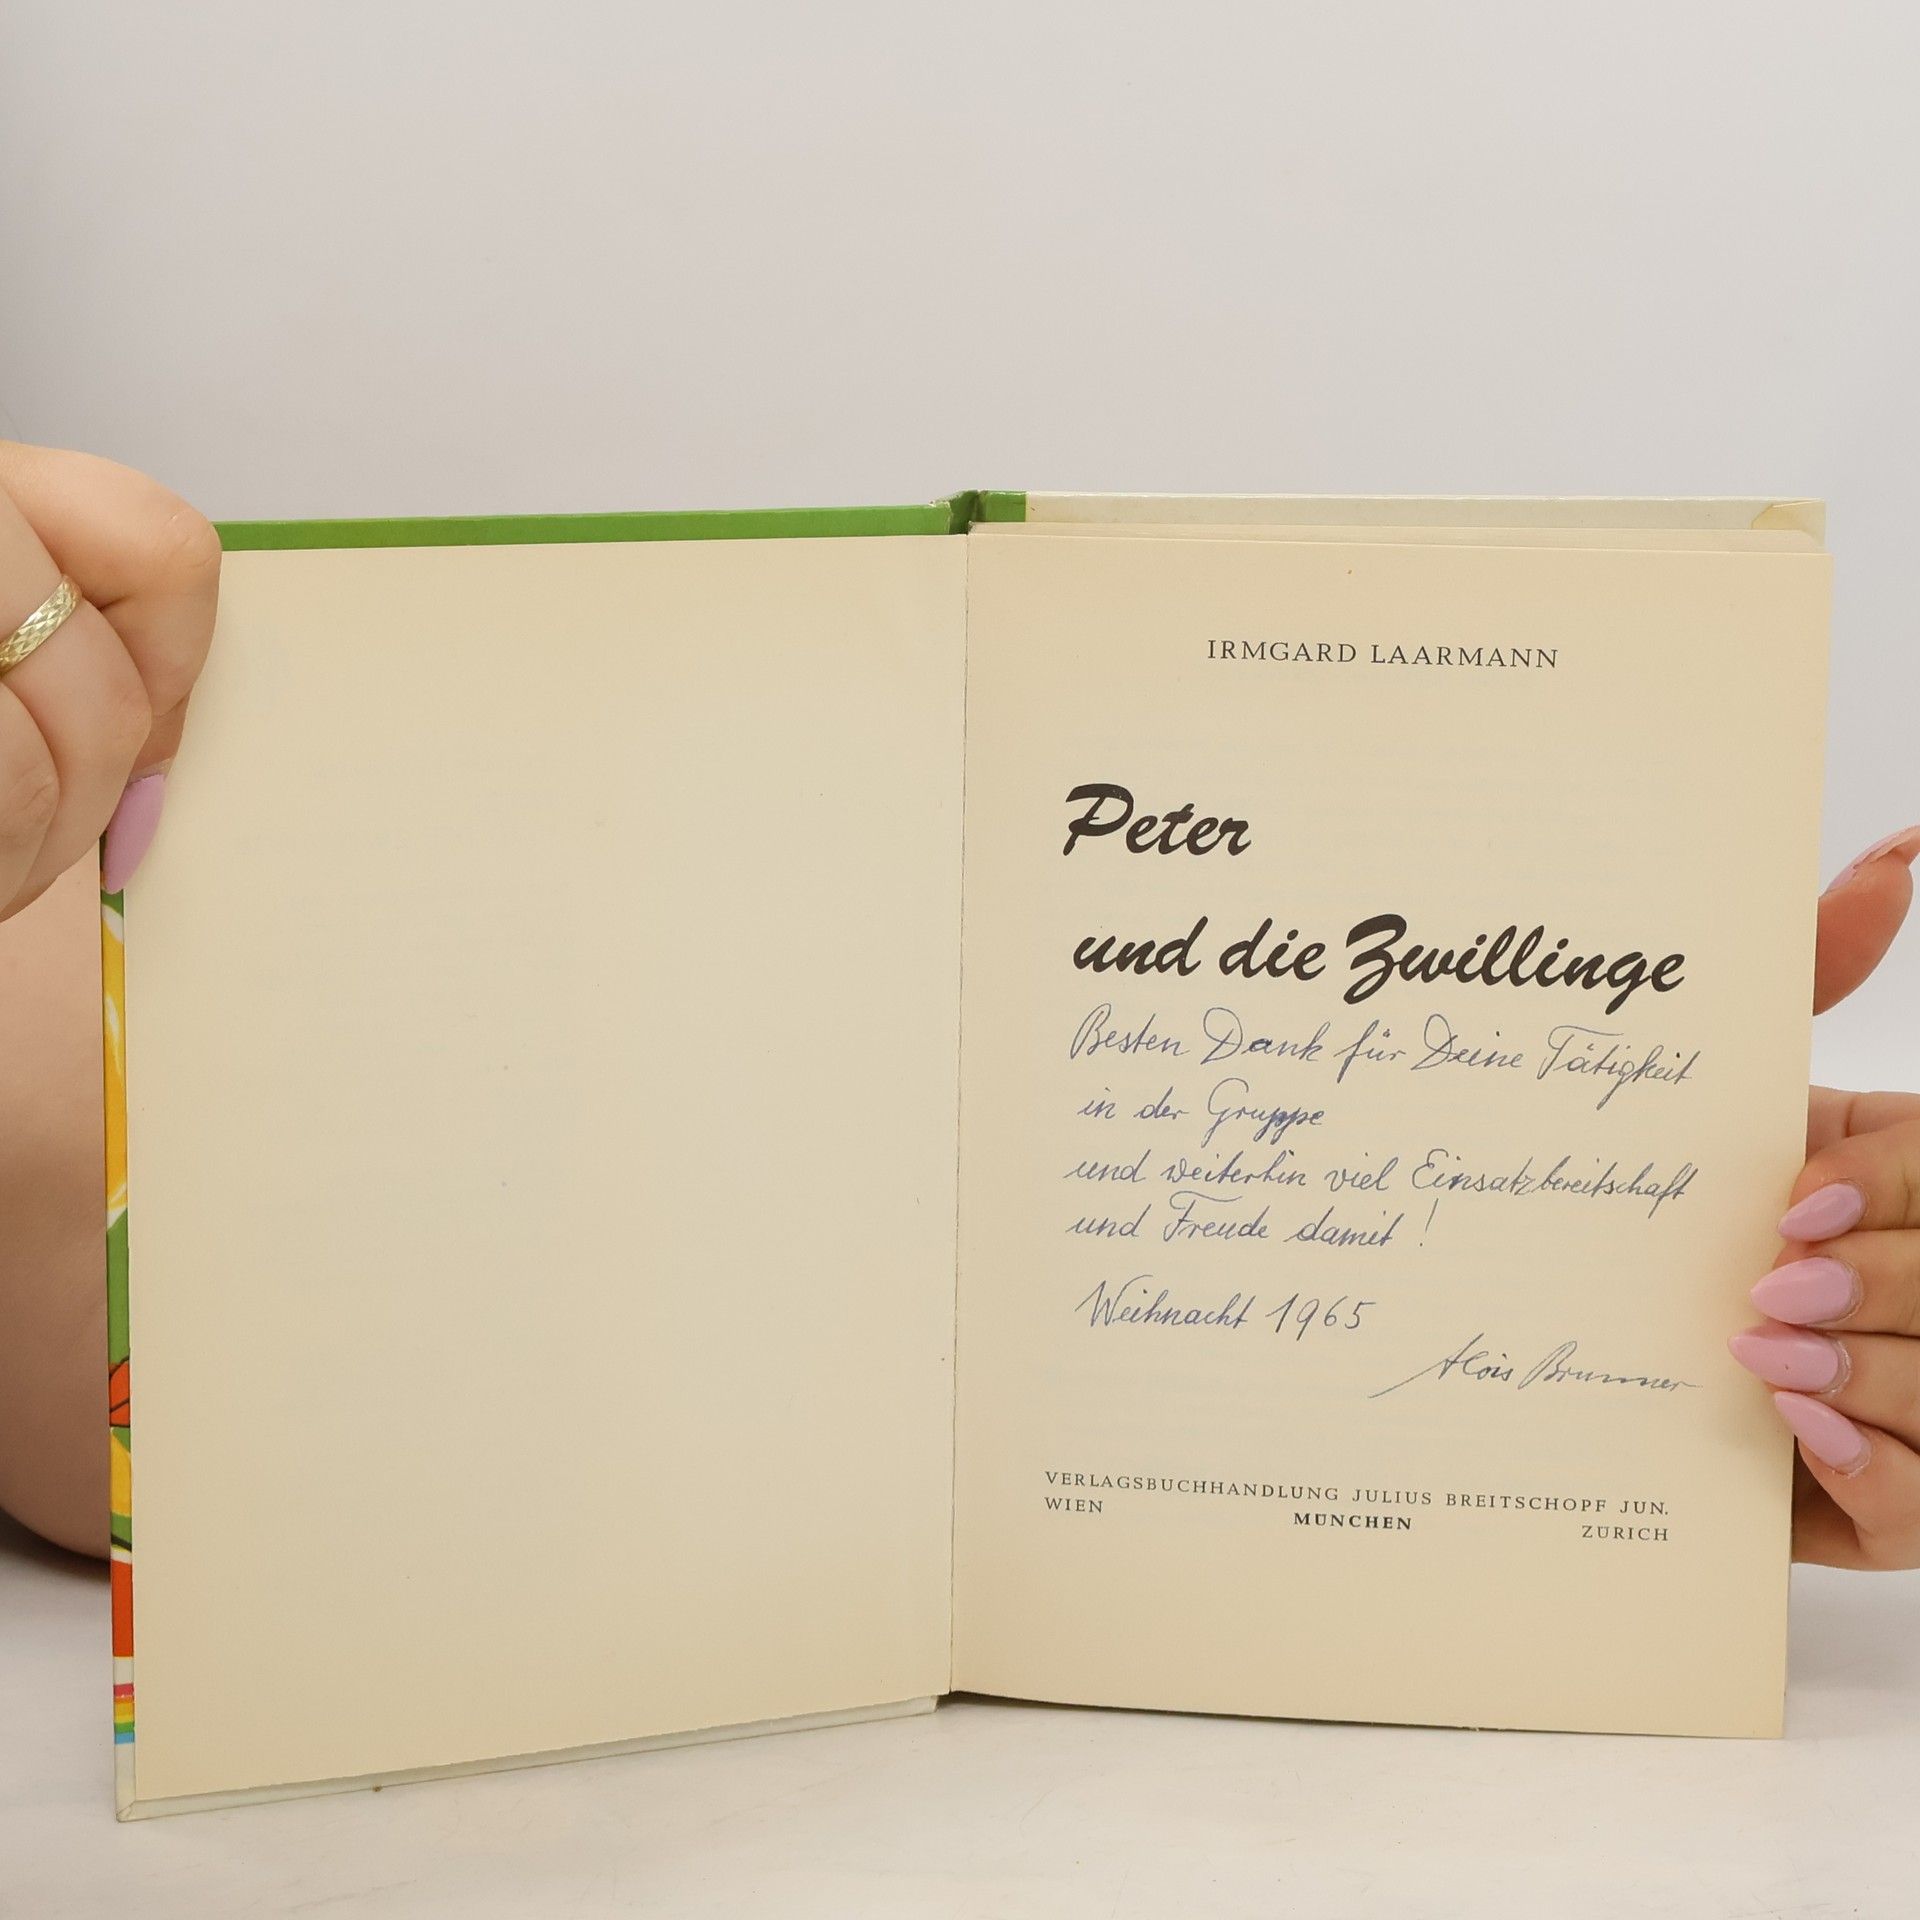 IRMGARD LAARMANN
Peter
und die Zwillinge
Besten Dank für Deine Tätigkeit
in der Gruppe
und weiterhin viel Einsatzbereitschaft
und Freude damit!
Weihnacht 1965
Alois Brunner
VERLAGSBUCHHANDLUNG JULIUS BREITSCHOPF JUN.
WIEN MÜNCHEN ZÜRICH